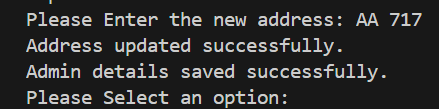 Please Enter the new address: AA 717
Address updated successfully.
Admin details saved successfully.
Please Select an option: